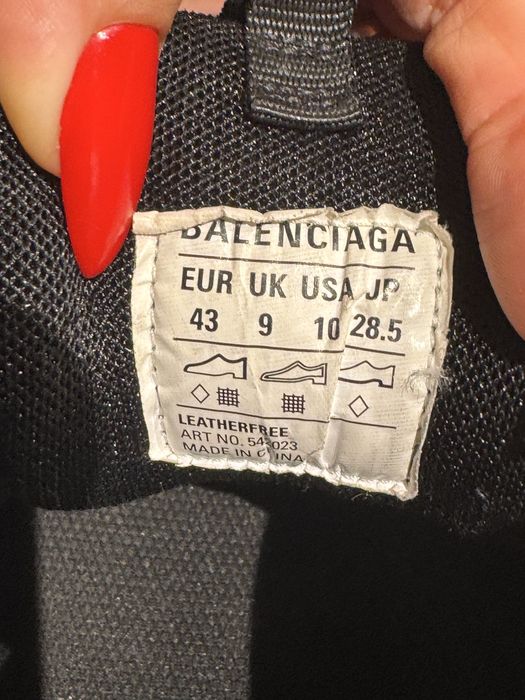 BALENCIAGA
EUR UK USA JP
43 9 10 28.5
LEATHERFREE
ART NO.
MADE IN CHINA